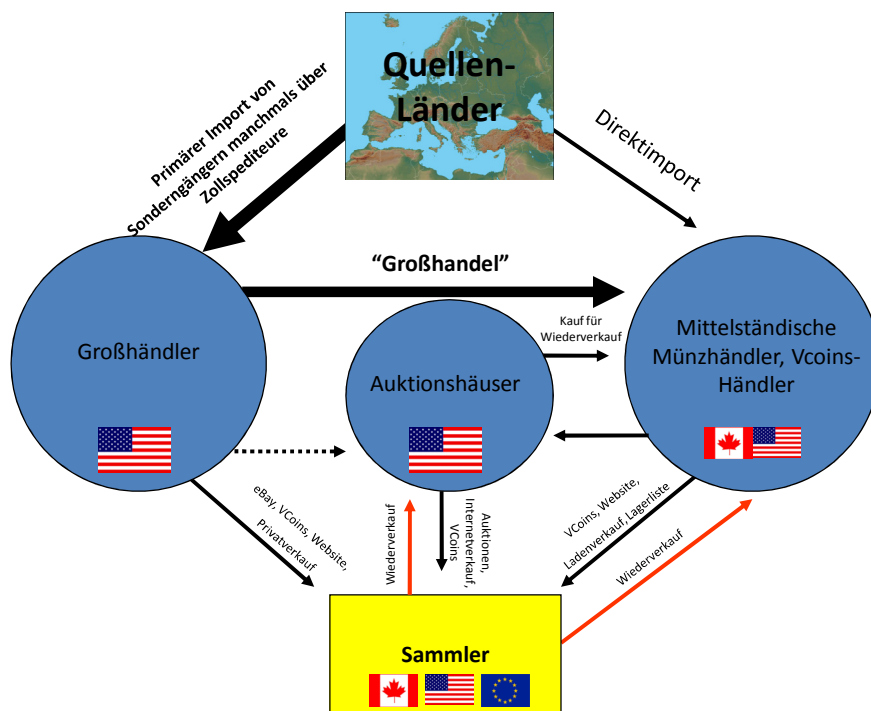 Quellen-
Länder
Primärer Import von
Sonderngängern manchmals über
Zollspediteure
Direktimport
“Großhandel”
Großhändler
Kauf für
Wiederverkauf
Auktionshäuser
Mittelständische
Münzhändler, Vcoins-
Händler
eBay, VCoins, Website,
Privatverkauf
Wiederverkauf
Auktionen,
Internetverkauf,
VCoins
VCoins, Website,
Ladenverkauf, Lagerliste
Wiederverkauf
Sammler